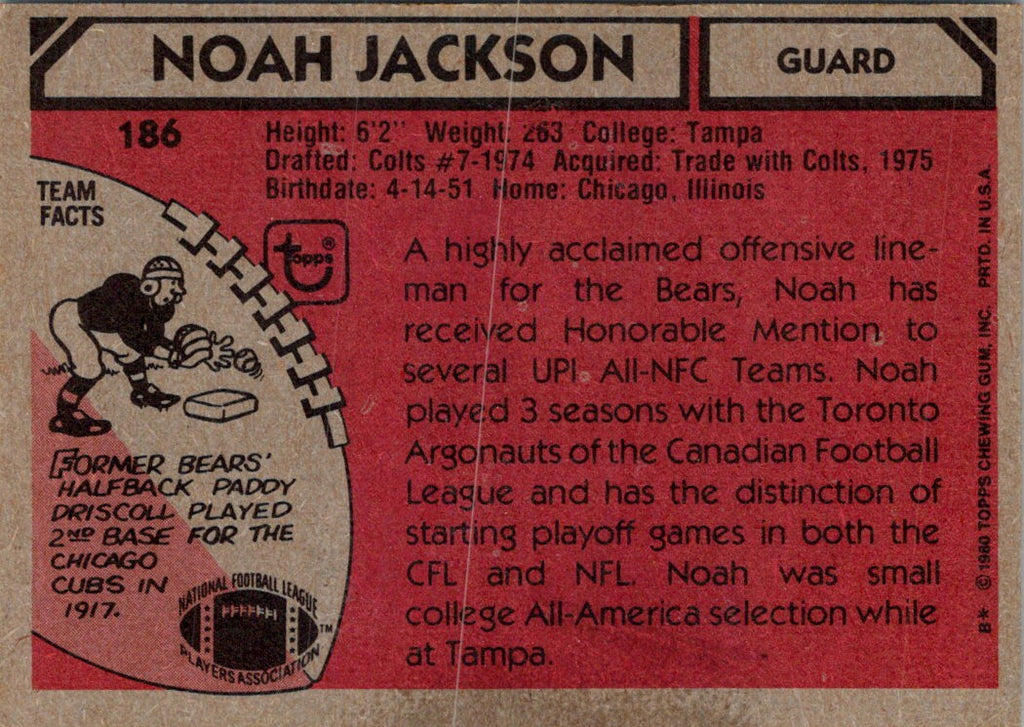 NOAH JACKSON
GUARD
186
Height: 6'2" Weight: 263 College: Tampa
Drafted: Colts #7-1974 Acquired: Trade with Colts, 1975
Birthdate: 4-14-51 Home: Chicago, Illinois
TEAM
FACTS
topps®
A highly acclaimed offensive line-
man for the Bears, Noah has
received Honorable Mention to
several UPI All-NFC Teams. Noah
played 3 seasons with the Toronto
Argonauts of the Canadian Football
League and has the distinction of
starting playoff games in both the
CFL and NFL. Noah was small
college All-America selection while
at Tampa.
FORMER BEARS'
HALFBACK PADDY
DRISCOLL PLAYED
2ND BASE FOR THE
CHICAGO
CUBS IN
1917.
NATIONAL FOOTBALL LEAGUE
PLAYERS ASSOCIATION
TM
B* © 1980 TOPPS CHEWING GUM, INC. PRTD. IN U.S.A.